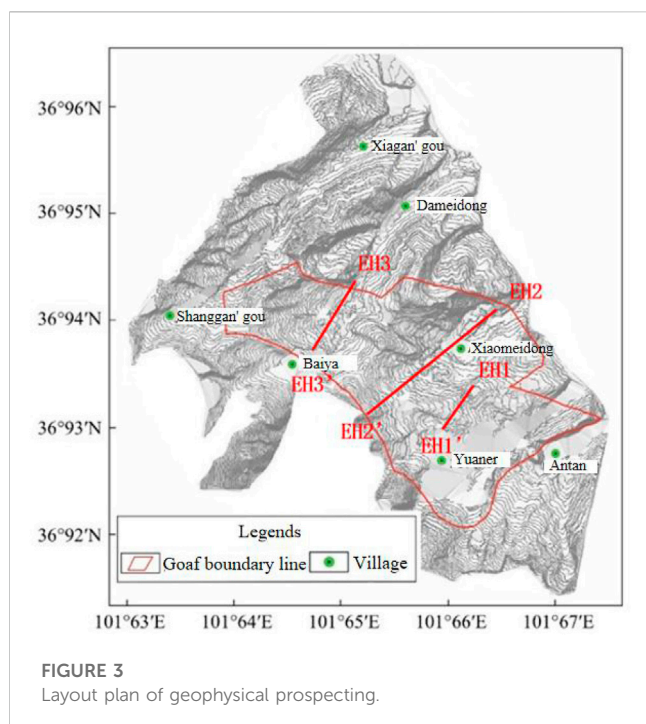 36°96′N
Xiagan' gou
36°95′N
Dameidong
EH3
EH2
36°94′N
Shanggan' gou
Xiaomeidong
Baiya
EH3'
EH1
36°93′N
EH2'
EH1'
Yuaner
Antan
36°92′N
Legends
Goaf boundary line
Village
101°63′E
101°64′E
101°65′E
101°66′E
101°67′E
FIGURE 3
Layout plan of geophysical prospecting.